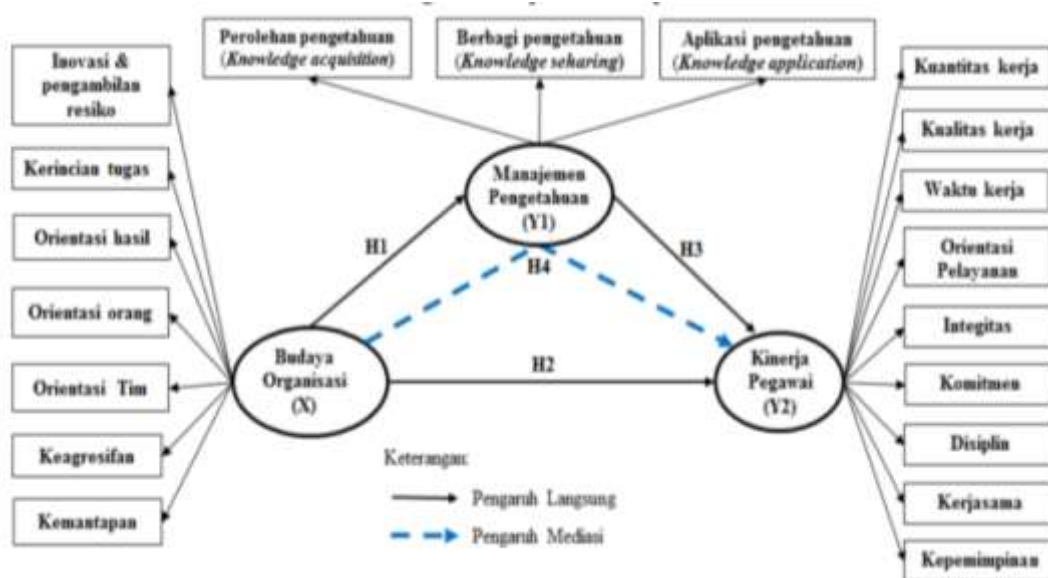 Inovasi &
pengambilan
resiko
Kerincian tugas
Orientasi hasil
Orientasi orang
Orientasi Tim
Keagresifan
Kemantapan
Perolehan pengetahuan
(Knowledge acquisition)
Berbagi pengetahuan
(Knowledge seharing)
Aplikasi pengetahuan
(Knowledge application)
Manajemen
Pengetahuan
(Y1)
H1
H4
H3
Budaya
Organisasi
(X)
H2
Kinerja
Pegawai
(Y2)
Keterangan:
Pengaruh Langsung
Pengaruh Mediasi
Kuantitas kerja
Kualitas kerja
Waktu kerja
Orientasi
Pelayanan
Integitas
Komitmen
Disiplin
Kerjasama
Kepemimpinan